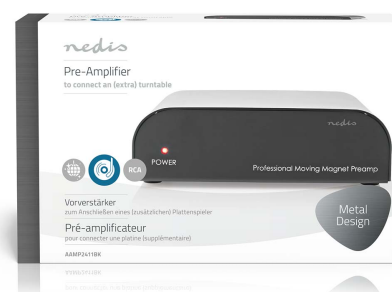 nedis
Pre-Amplifier
to connect an (extra) turntable
nedis
POWER
Professional Moving Magnet Preamp
RCA
Vorverstärker
zum Anschließen eines (zusätzlichen) Plattenspieler
Metal
Design
Pré-amplificateur
pour connecter une platine (supplémentaire)
AAMP2411BK